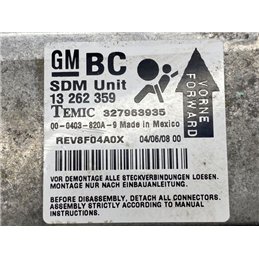 GM BC
SDM Unit
13 262 359
TEMIC 327963935
00-0403-820A-9 Made in Mexico
REV8F04A0X 04/06/08 00
VORNE
FORWARD
VOR DEMONTAGE ALLE STECKVERBINDUNGEN LOESEN.
MONTAGE NUR NACH EINBAUANLEITUNG.
BEFORE DISASSEMBLY, DETACH ALL CONNECTORS.
ASSEMBLY STRICTLY ACCORDING TO MANUAL
INSTRUCTIONS.